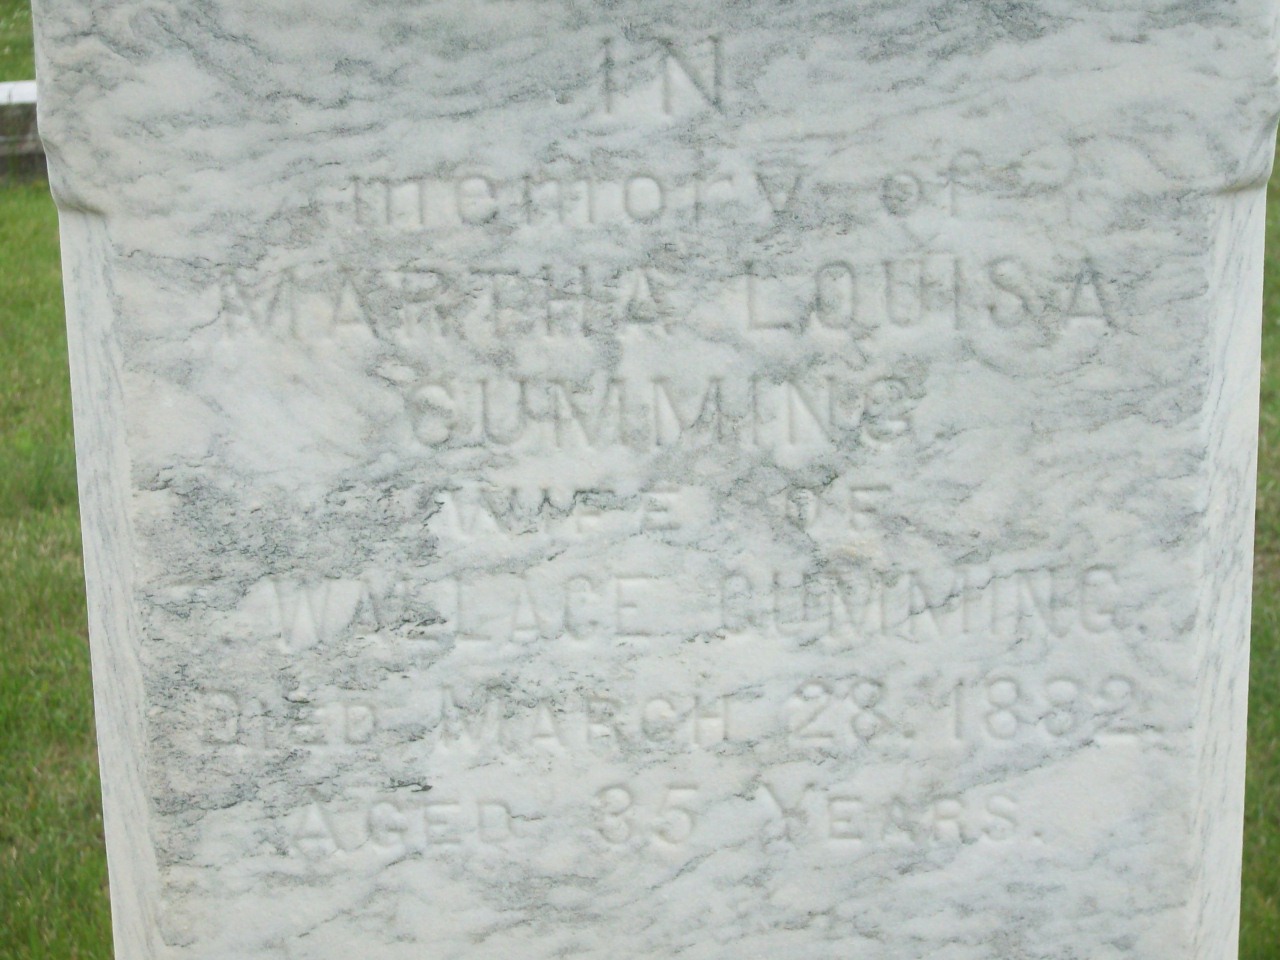 IN
memory of
MARTHA LOUISA
CUMMING.
WIFE OF
WALLACE CUMMING.
DIED MARCH 28. 1882
AGED 35 YEARS.